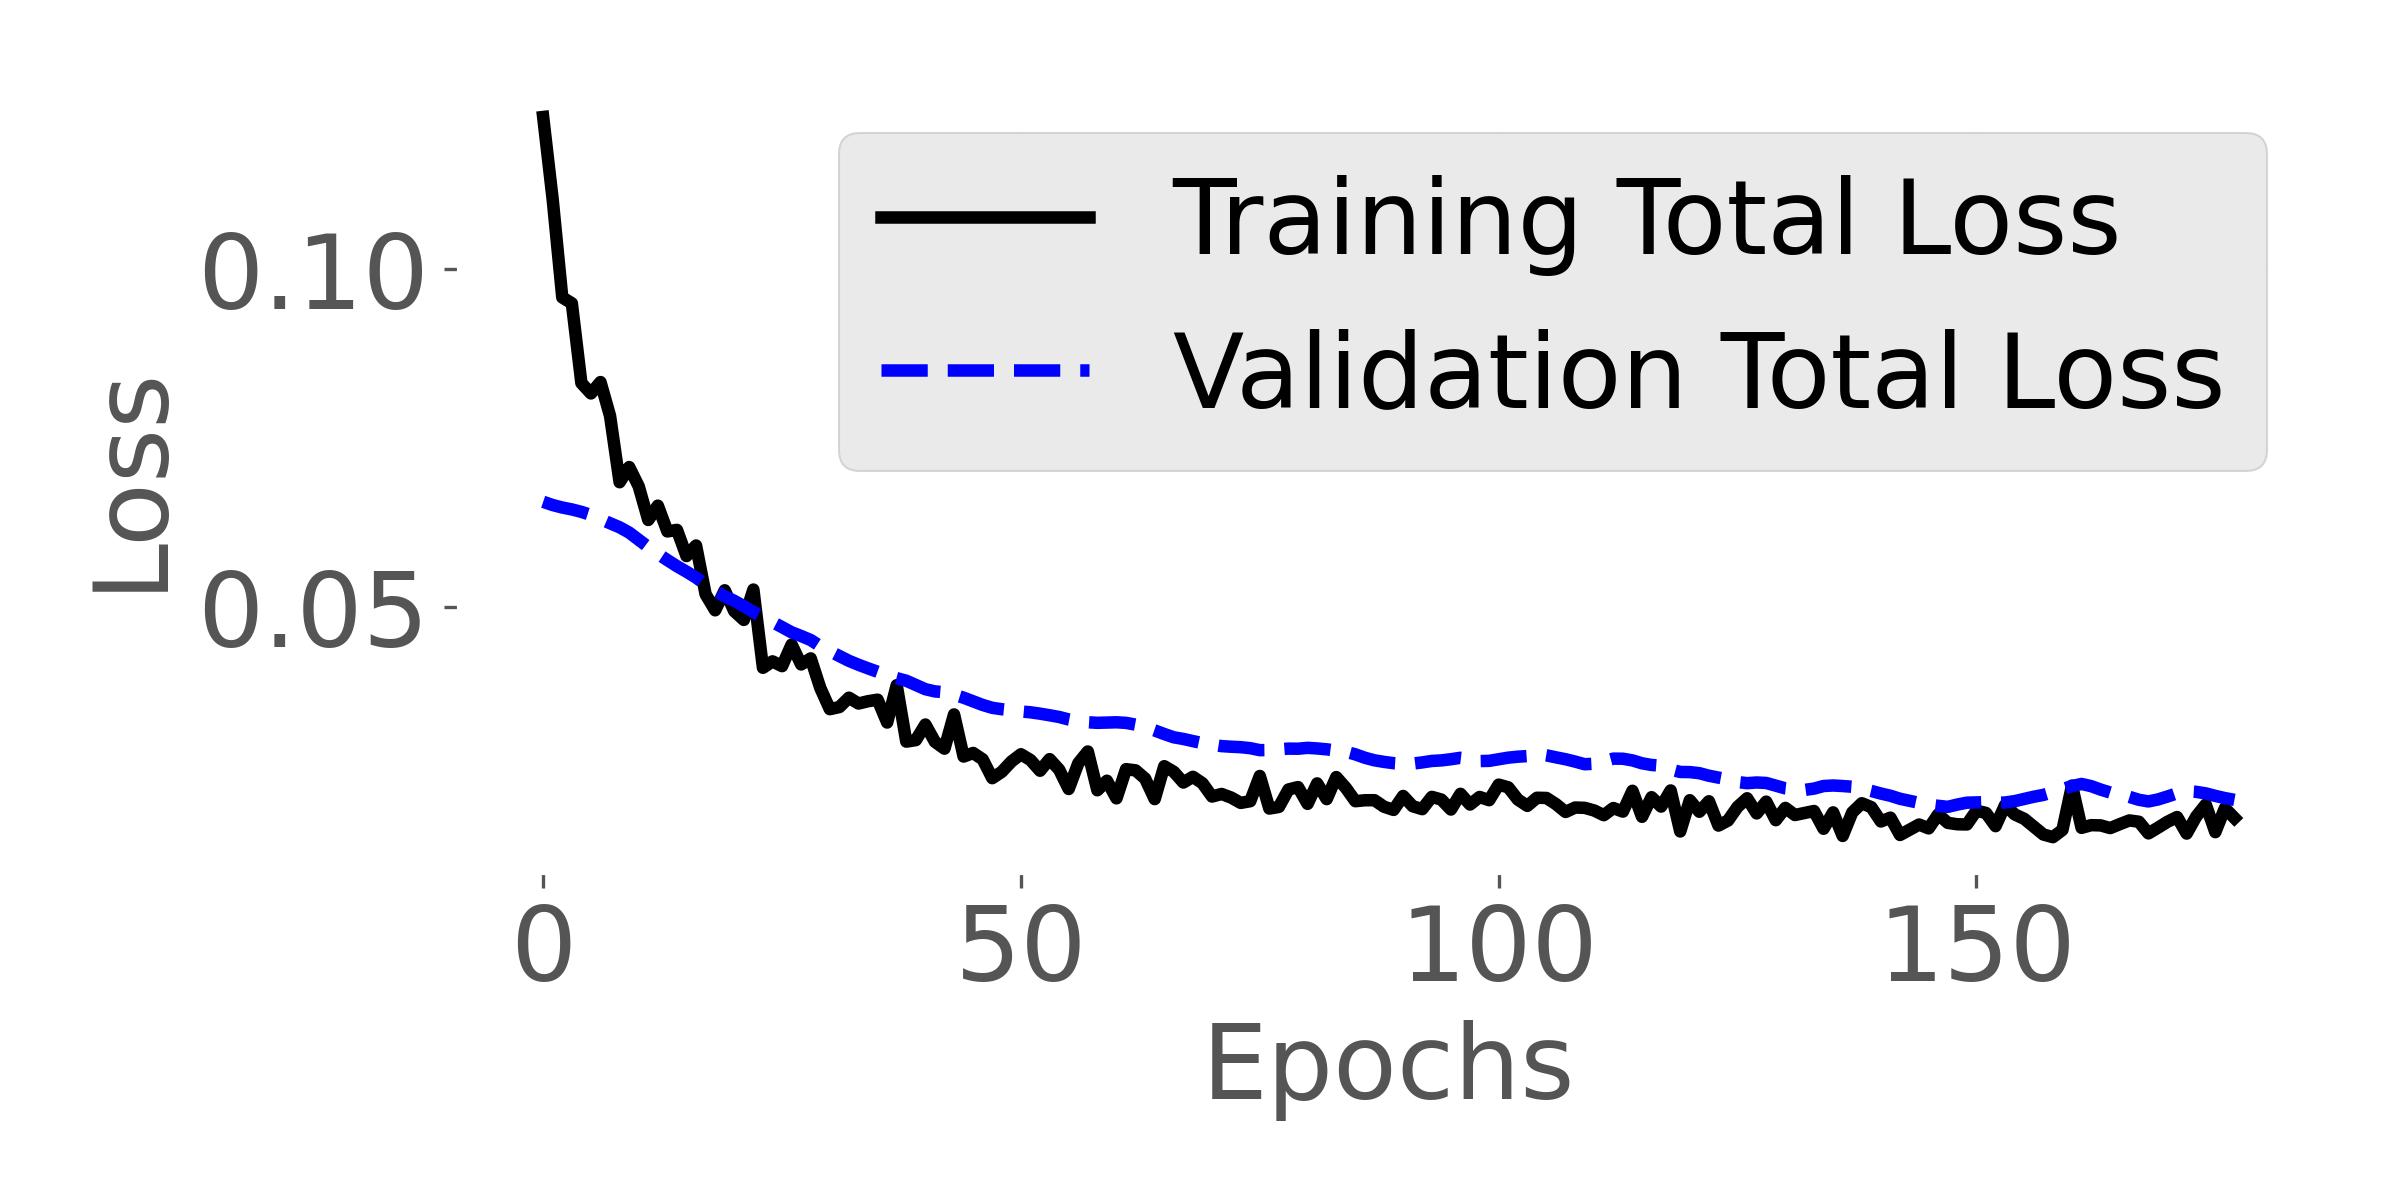 Training Total Loss
Validation Total Loss
Loss
0.10
0.05
0 50 100 150
Epochs